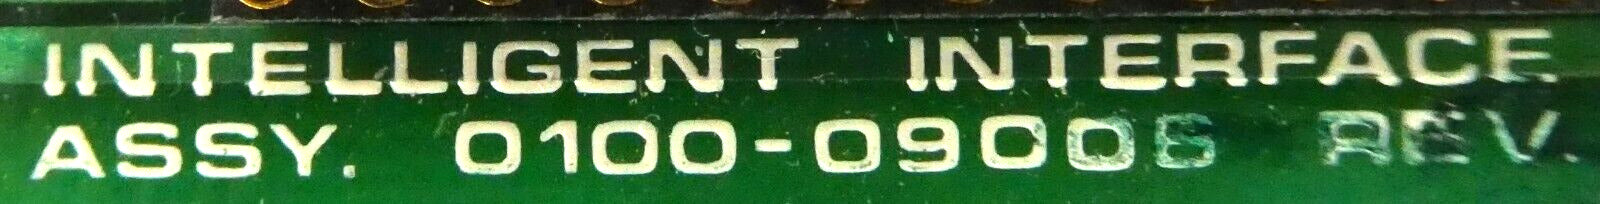 INTELLIGENT INTERFACE
ASSY. 0100-09006 REV.